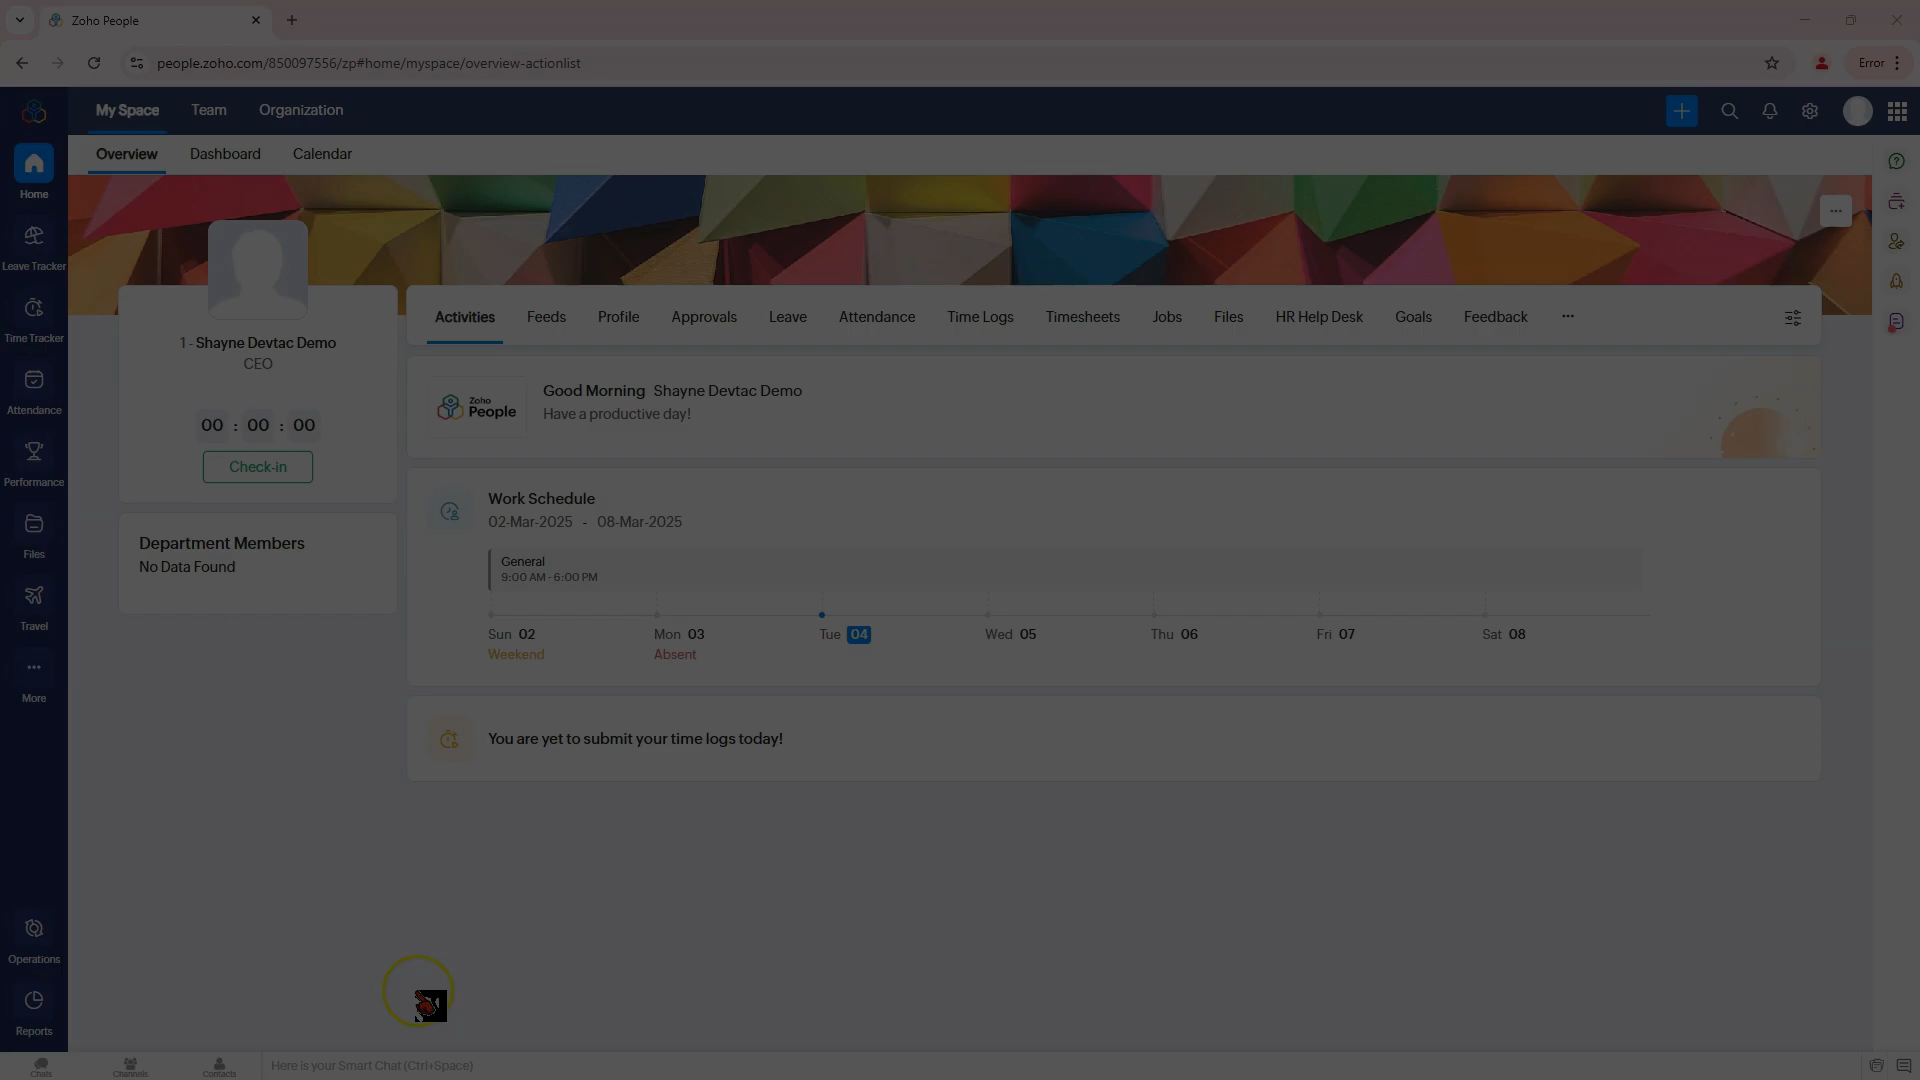 Zoho People
people.zoho.com/850097556/zp#home/myspace/overview-actionlist
Error
My Space Team Organization
Overview Dashboard Calendar
Home
Leave Tracker
Time Tracker
Attendance
Performance
Files
Travel
More
Operations
Reports
1 - Shayne Devtac Demo
CEO
00 : 00 : 00
Check-in
Department Members
No Data Found
Activities Feeds Profile Approvals Leave Attendance Time Logs Timesheets Jobs Files HR Help Desk Goals Feedback
Zoho
People
Good Morning Shayne Devtac Demo
Have a productive day!
Work Schedule
02-Mar-2025 - 08-Mar-2025
General
9:00 AM - 6:00 PM
Sun 02 Mon 03 Tue 04 Wed 05 Thu 06 Fri 07 Sat 08
Weekend Absent
You are yet to submit your time logs today!
Chats Channels Contacts Here is your Smart Chat (Ctrl+Space)